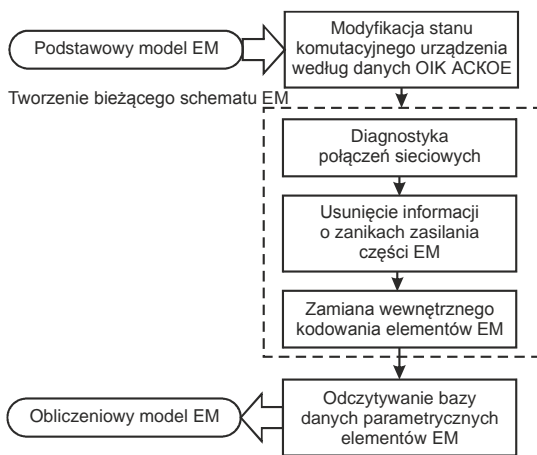 Podstawowy model EM
Modyfikacja stanu
komutacyjnego urządzenia
według danych OIK ACKOE
Tworzenie bieżącego schematu EM
Diagnostyka
połączeń sieciowych
Usunięcie informacji
o zanikach zasilania
części EM
Zamiana wewnętrznego
kodowania elementów EM
Obliczeniowy model EM
Odczytywanie bazy
danych parametrycznych
elementów EM